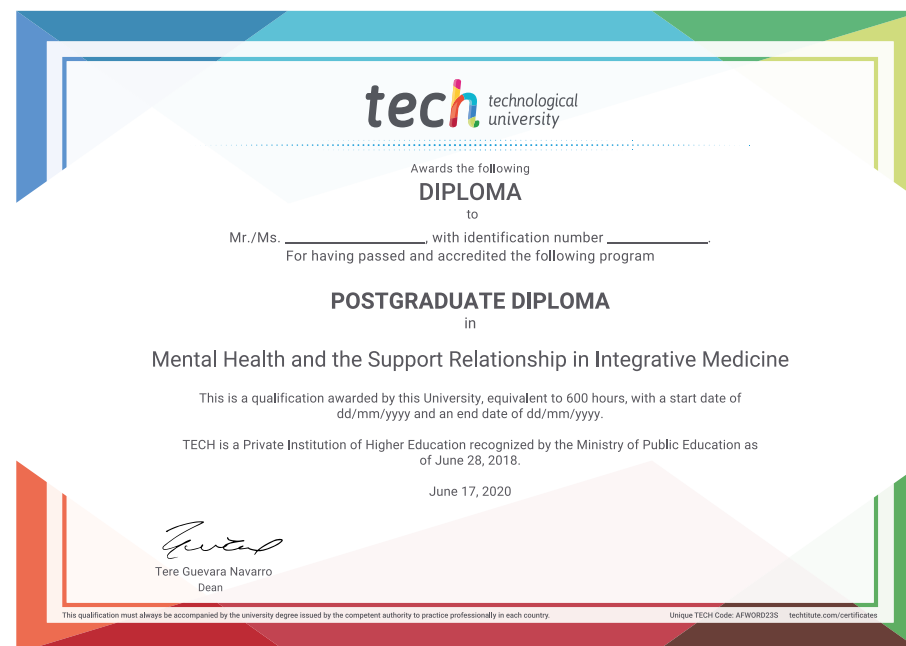 tech technological
university
Awards the following
DIPLOMA
to
Mr./Ms. ____________________, with identification number ______________.
For having passed and accredited the following program
POSTGRADUATE DIPLOMA
in
Mental Health and the Support Relationship in Integrative Medicine
This is a qualification awarded by this University, equivalent to 600 hours, with a start date of
dd/mm/yyyy and an end date of dd/mm/yyyy.
TECH is a Private Institution of Higher Education recognized by the Ministry of Public Education as
of June 28, 2018.
June 17, 2020
Tere Guevara Navarro
Dean
This qualification must always be accompanied by the university degree issued by the competent authority to practice professionally in each country.
Unique TECH Code: AFWORD23S techtitute.com/certificates